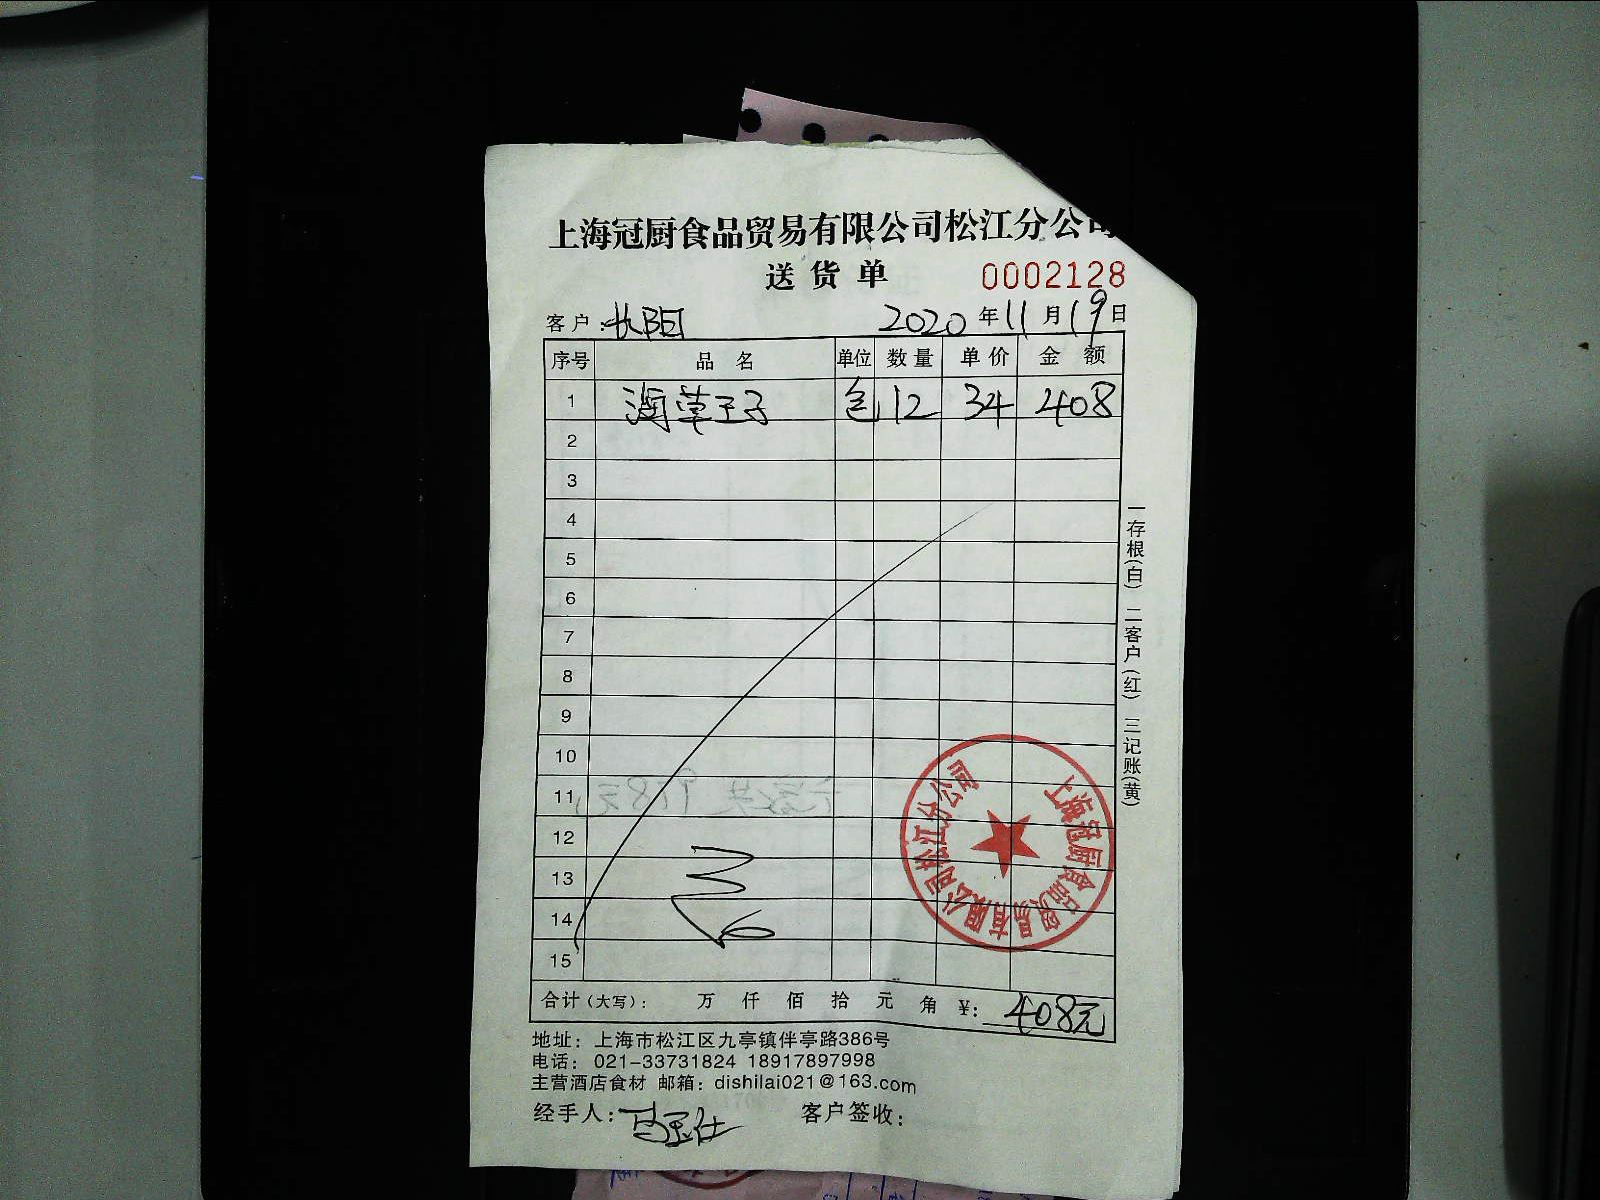 上海冠厨食品贸易有限公司松江分公司
送货单 0002128
客户：长阳 2020年11月19日
序号 品名 单位 数量 单价 金额
1 包 12 34 408
2
3
4
5
6
7
8
9
10
11
12
13
14
15
合计（大写）： 万 仟 佰 拾 元 角 ¥：408元
地址：上海市松江区九亭镇伴亭路386号
电话：021-33731824 18917897998
主营酒店食材 邮箱：dishilai021@163.com
经手人： 客户签收：
一存根(白) 二客户(红) 三记账(黄)
上海冠厨食品贸易有限公司松江分公司